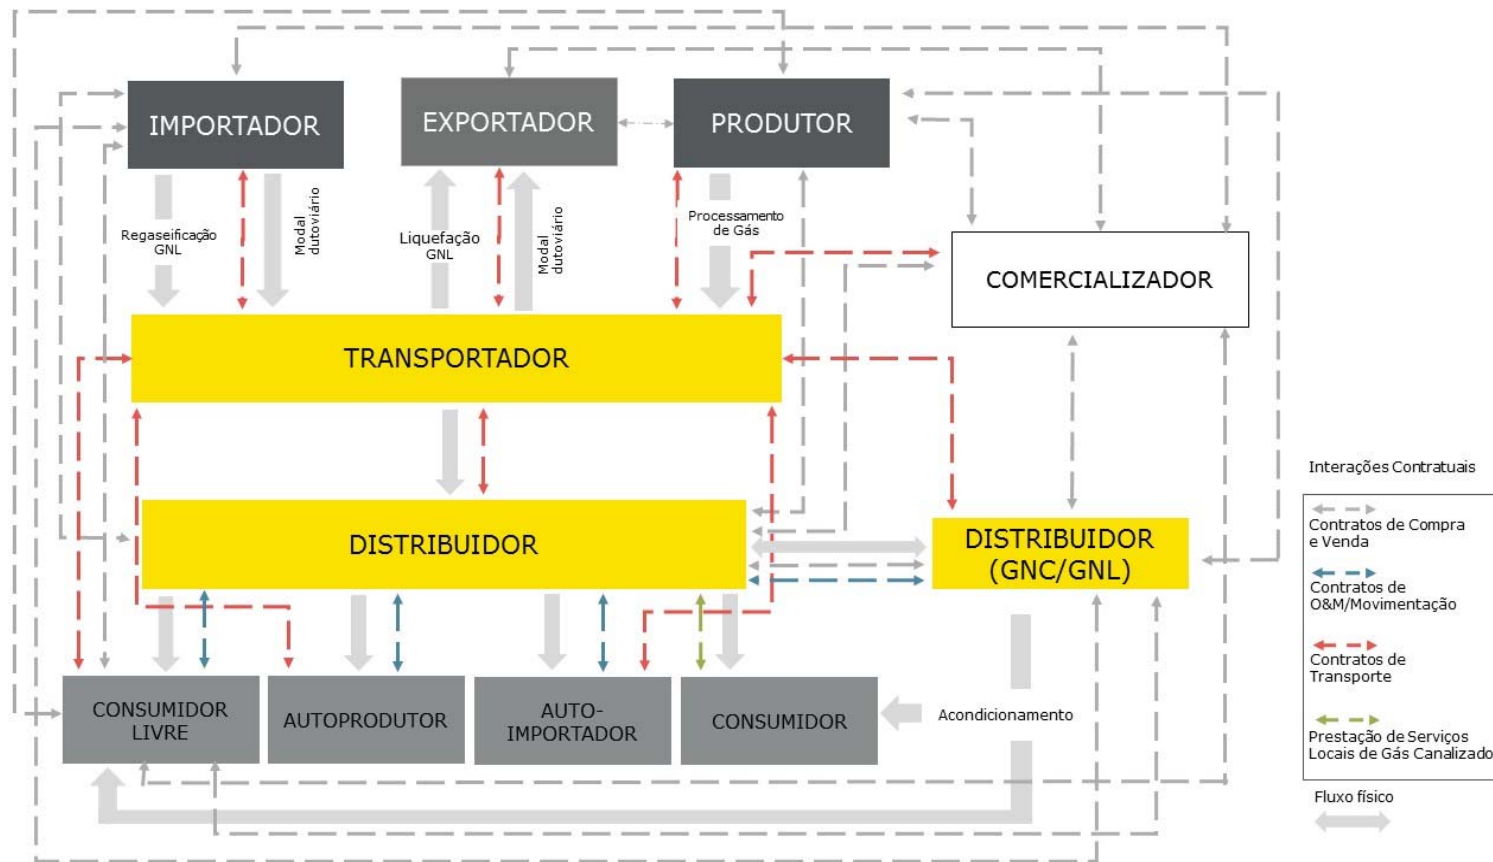 IMPORTADOR
EXPORTADOR
PRODUTOR
Regaseificação
GNL
Modal
dutoviário
Liquefação
GNL
Modal
dutoviário
Processamento
de Gás
COMERCIALIZADOR
TRANSPORTADOR
DISTRIBUIDOR
DISTRIBUIDOR
(GNC/GNL)
CONSUMIDOR
LIVRE
AUTOPRODUTOR
AUTO-
IMPORTADOR
CONSUMIDOR
Acondicionamento
Interações Contratuais
Contratos de Compra
e Venda
Contratos de
O&M/Movimentação
Contratos de
Transporte
Prestação de Serviços
Locais de Gás Canalizado
Fluxo físico